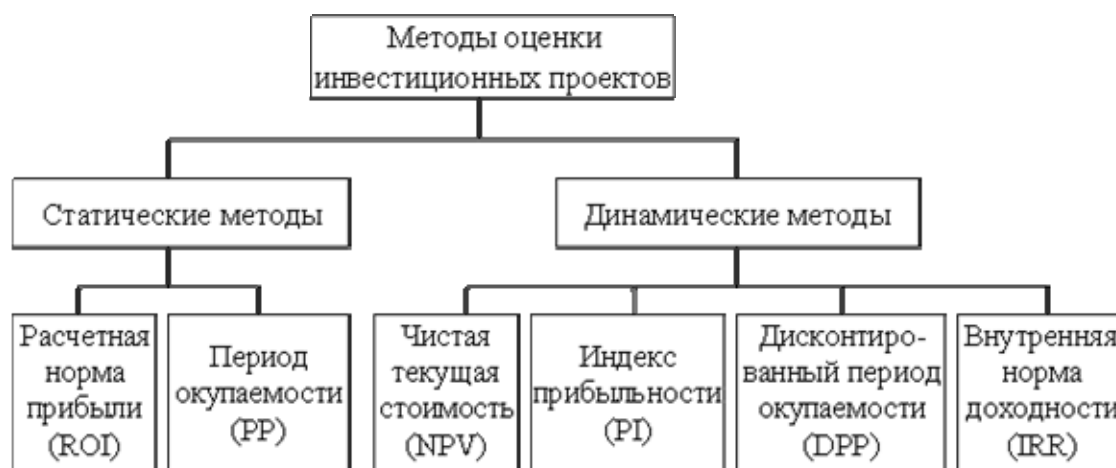 Методы оценки
инвестиционных проектов
Статические методы
Динамические методы
Расчетная
норма
прибыли
(ROI)
Период
окупаемости
(PP)
Чистая
текущая
стоимость
(NPV)
Индекс
прибыльности
(PI)
Дисконтиро-
ванный период
окупаемости
(DPP)
Внутренняя
норма
доходности
(IRR)